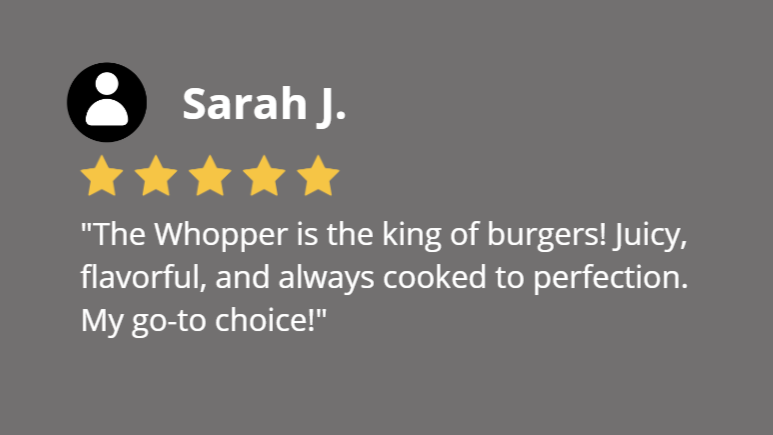 Sarah J.
"The Whopper is the king of burgers! Juicy,
flavorful, and always cooked to perfection.
My go-to choice!"